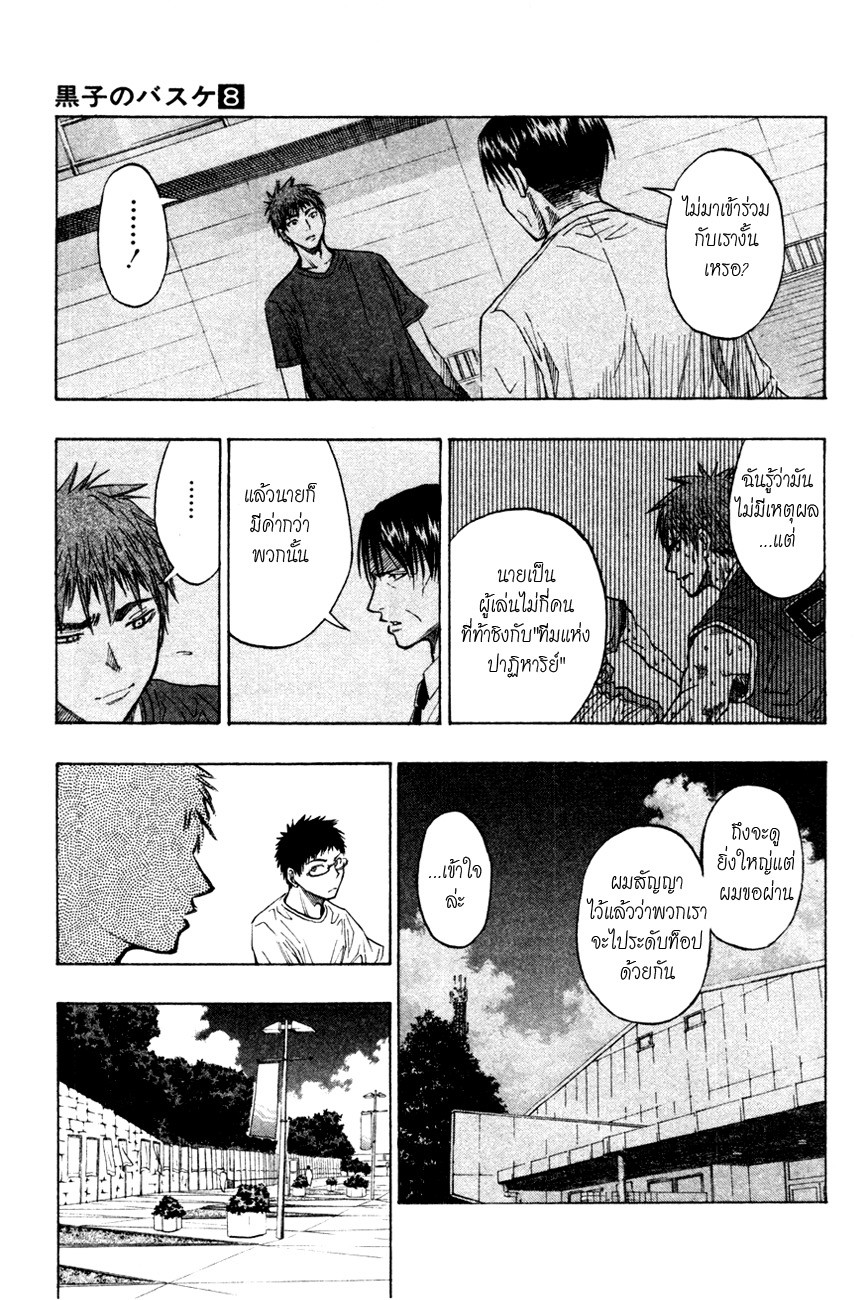 黒子のバスケ8
ไม่มาเข้าร่วม
กับเรางั้น
เหรอ?
......!
ฉันรู้ว่ามัน
ไม่มีเหตุผล
...แต่
นายเป็น
ผู้เล่นไม่กี่คน
ที่ท้าชิงกับ"ทีมแห่ง
ปาฏิหาริย์"
แล้วนายก็
มีค่ากว่า
พวกนั้น
......
ถึงจะดู
ยิ่งใหญ่แต่
ผมขอผ่าน
ผมสัญญา
ไว้แล้วว่าพวกเรา
จะไประดับท็อป
ด้วยกัน
...เข้าใจ
ล่ะ